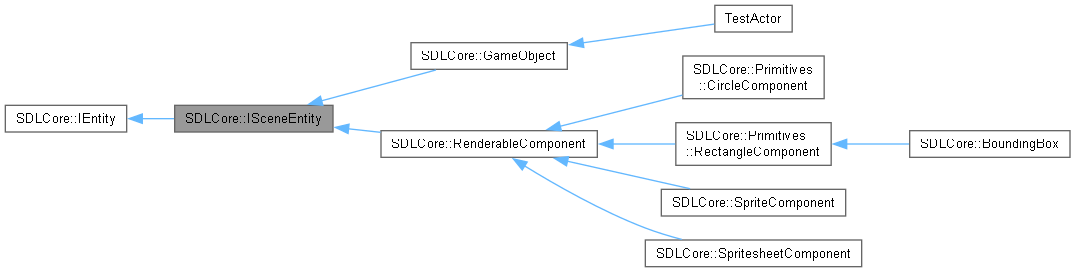 TestActor
SDLCore::GameObject
SDLCore::Primitives
::CircleComponent
SDLCore::IEntity
SDLCore::ISceneEntity
SDLCore::RenderableComponent
SDLCore::Primitives
::RectangleComponent
SDLCore::BoundingBox
SDLCore::SpriteComponent
SDLCore::SpritesheetComponent